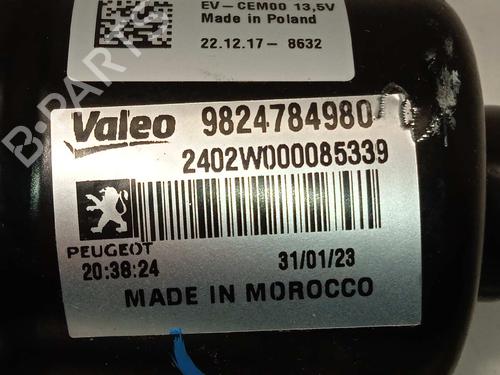 EV-CEM00 13,5V
Made in Poland
22.12.17- 8632
Valeo 9824784980
2402W000085339
PEUGEOT
20:38:24 31/01/23
MADE IN MOROCCO
B-PARTS